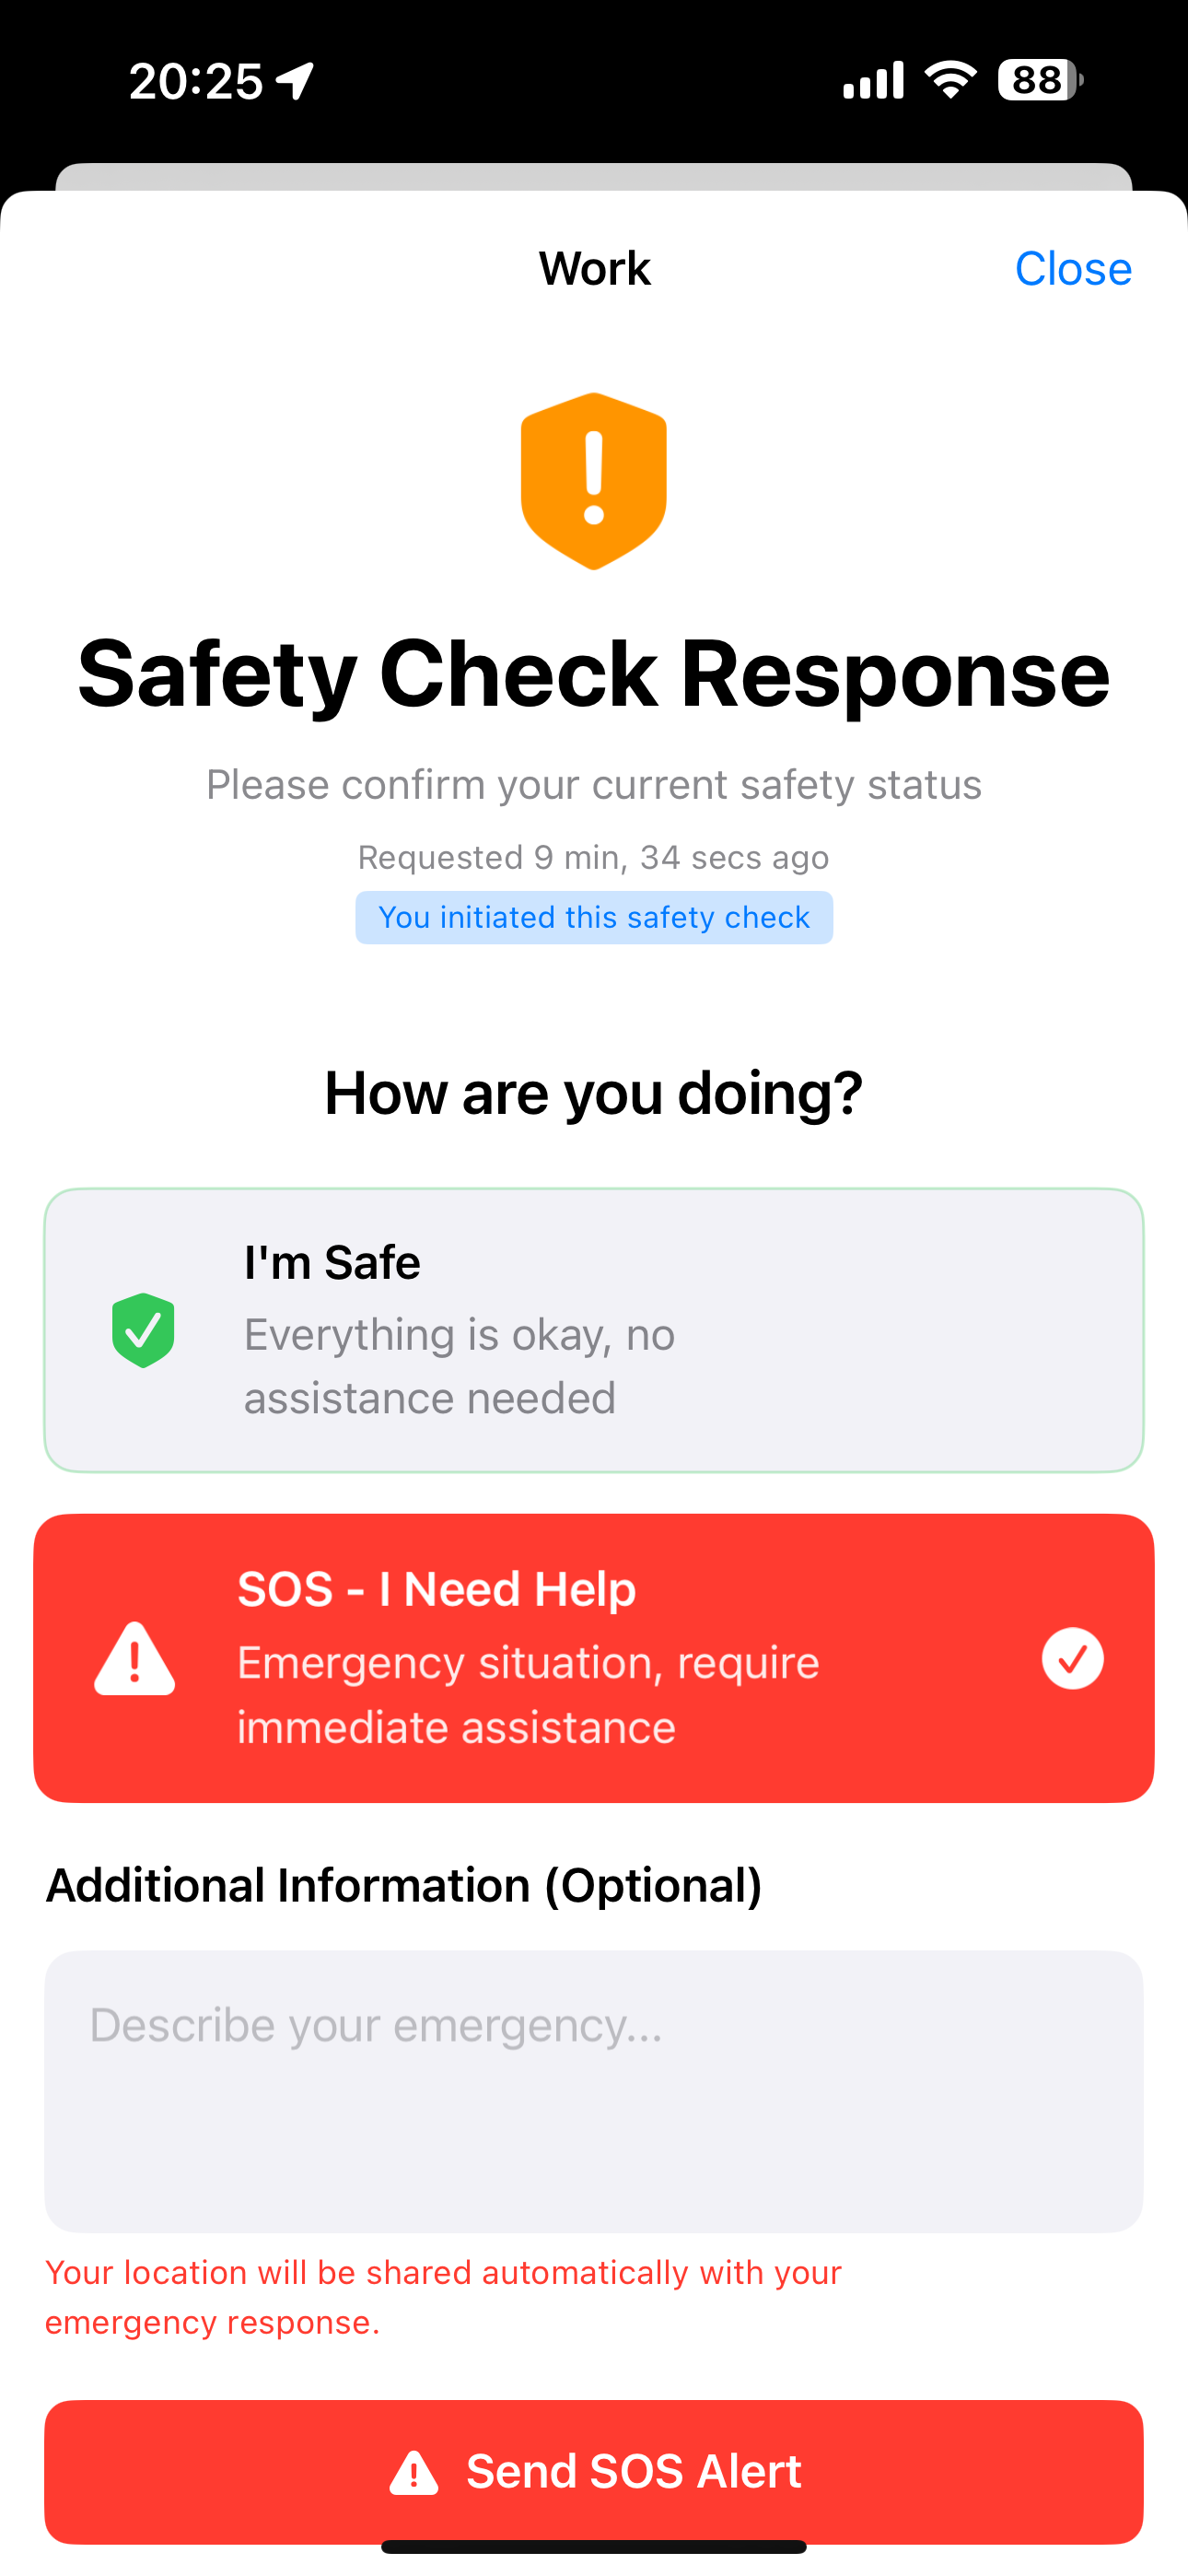 20:25
88
Work
Close
Safety Check Response
Please confirm your current safety status
Requested 9 min, 34 secs ago
You initiated this safety check
How are you doing?
I'm Safe
Everything is okay, no
assistance needed
SOS - I Need Help
Emergency situation, require
immediate assistance
Additional Information (Optional)
Describe your emergency...
Your location will be shared automatically with your
emergency response.
Send SOS Alert